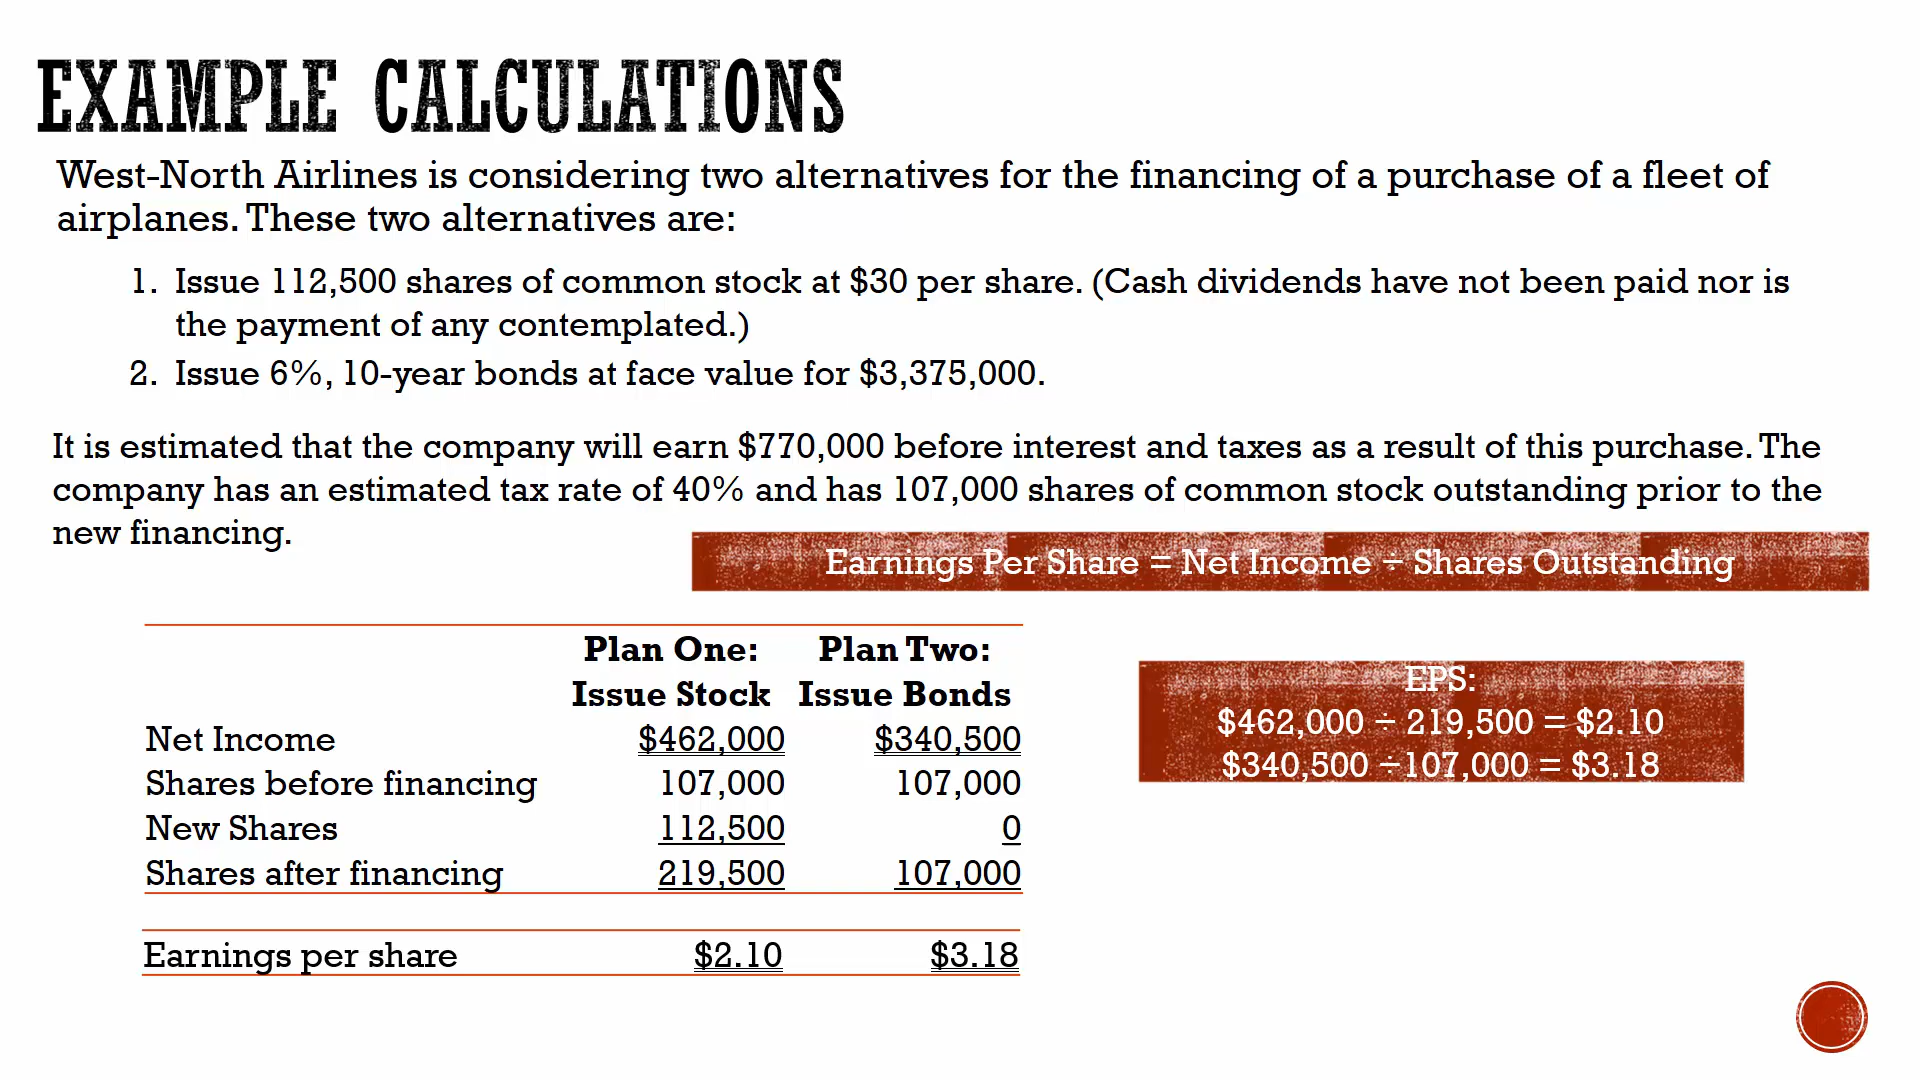 EXAMPLE CALCULATIONS
West-North Airlines is considering two alternatives for the financing of a purchase of a fleet of
airplanes. These two alternatives are:
1. Issue 112,500 shares of common stock at $30 per share. (Cash dividends have not been paid nor is
the payment of any contemplated.)
2. Issue 6%, 10-year bonds at face value for $3,375,000.
It is estimated that the company will earn $770,000 before interest and taxes as a result of this purchase. The
company has an estimated tax rate of 40% and has 107,000 shares of common stock outstanding prior to the
new financing.
Earnings Per Share = Net Income ÷ Shares Outstanding
Plan One: Plan Two:
Issue Stock Issue Bonds
Net Income $462,000 $340,500
Shares before financing 107,000 107,000
New Shares 112,500 0
Shares after financing 219,500 107,000
Earnings per share $2.10 $3.18
EPS:
$462,000 ÷ 219,500 = $2.10
$340,500 ÷107,000 = $3.18